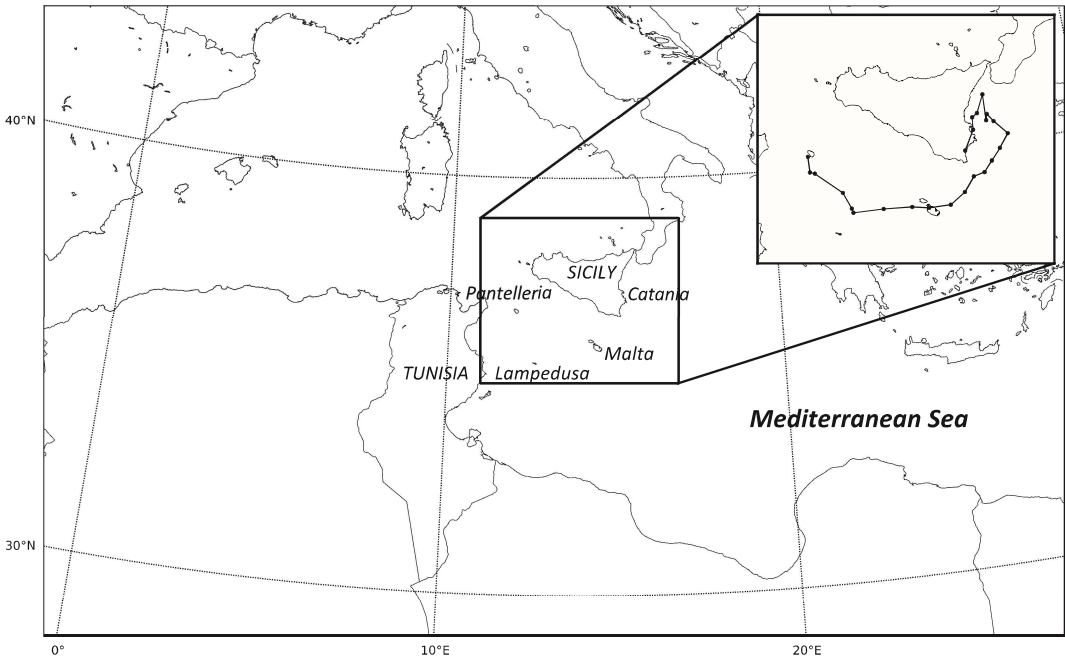 40°N
SICILY
Pantelleria
Catania
Malta
TUNISIA
Lampedusa
Mediterranean Sea
30°N
0°
10°E
20°E